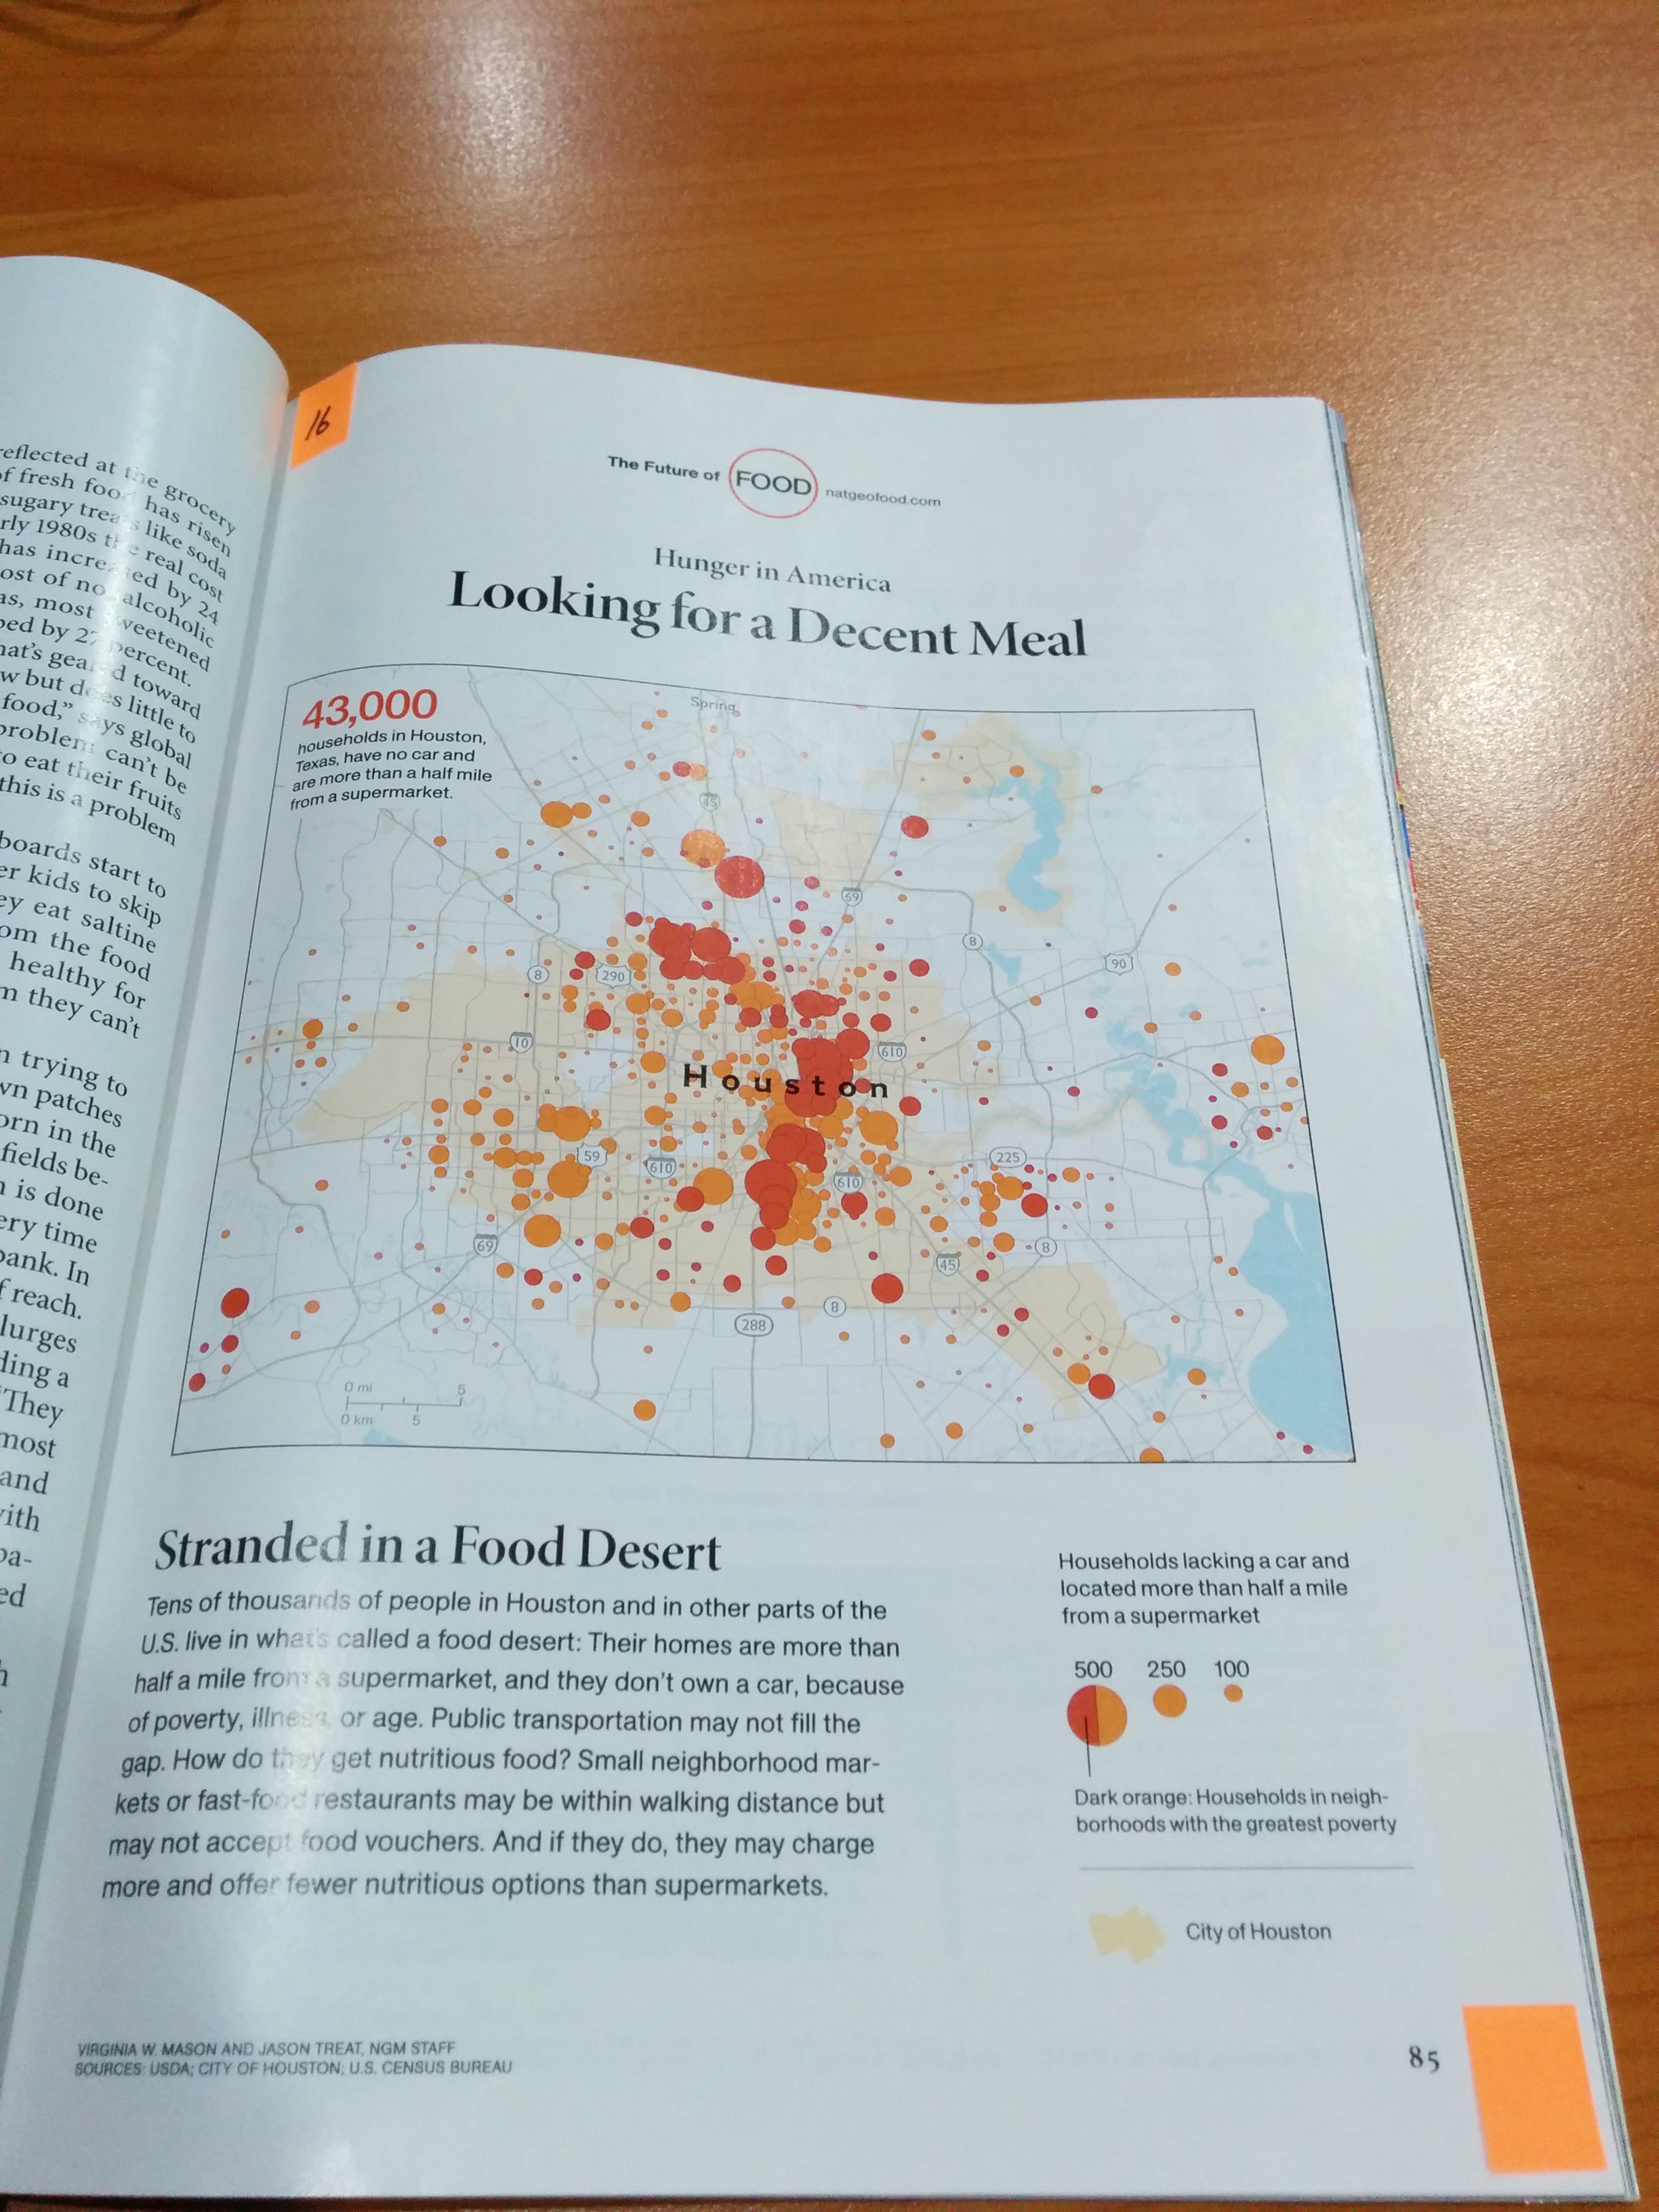 reflected at the grocery
of fresh food has risen
sugary treats like soda
rly 1980s the real cost
has increased by 24
ost of nonalcoholic
as, most sweetened
ped by 27 percent.
hat's geared toward
w but does little to
food," says global
problem can't be
to eat their fruits
this is a problem
boards start to
er kids to skip
ey eat saltine
om the food
healthy for
m they can't
n trying to
wn patches
orn in the
fields be-
n is done
ery time
bank. In
f reach.
lurges
ding a
"They
most
and
with
pa-
ed
16
The Future of FOOD natgeofood.com
Hunger in America
Looking for a Decent Meal
43,000
households in Houston,
Texas, have no car and
are more than a half mile
from a supermarket.
Spring
45
69
8
90
8
290
10
610
Houston
59
610
610
225
69
45
8
8
288
0 mi 5
0 km 5
Stranded in a Food Desert
Tens of thousands of people in Houston and in other parts of the
U.S. live in what's called a food desert: Their homes are more than
half a mile from a supermarket, and they don't own a car, because
of poverty, illness, or age. Public transportation may not fill the
gap. How do they get nutritious food? Small neighborhood mar-
kets or fast-food restaurants may be within walking distance but
may not accept food vouchers. And if they do, they may charge
more and offer fewer nutritious options than supermarkets.
Households lacking a car and
located more than half a mile
from a supermarket
500 250 100
Dark orange: Households in neigh-
borhoods with the greatest poverty
City of Houston
VIRGINIA W. MASON AND JASON TREAT, NGM STAFF
SOURCES: USDA; CITY OF HOUSTON; U.S. CENSUS BUREAU
85